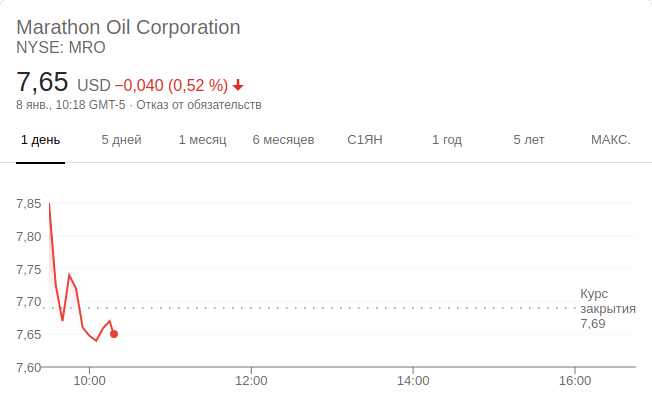 Marathon Oil Corporation
NYSE: MRO
7,65 USD −0,040 (0,52 %)
8 янв., 10:18 GMT-5 · Отказ от обязательств
1 день 5 дней 1 месяц 6 месяцев С1ЯН 1 год 5 лет МАКС.
7,85
7,80
7,75
7,70
7,65
7,60
Курс
закрытия
7,69
10:00 12:00 14:00 16:00